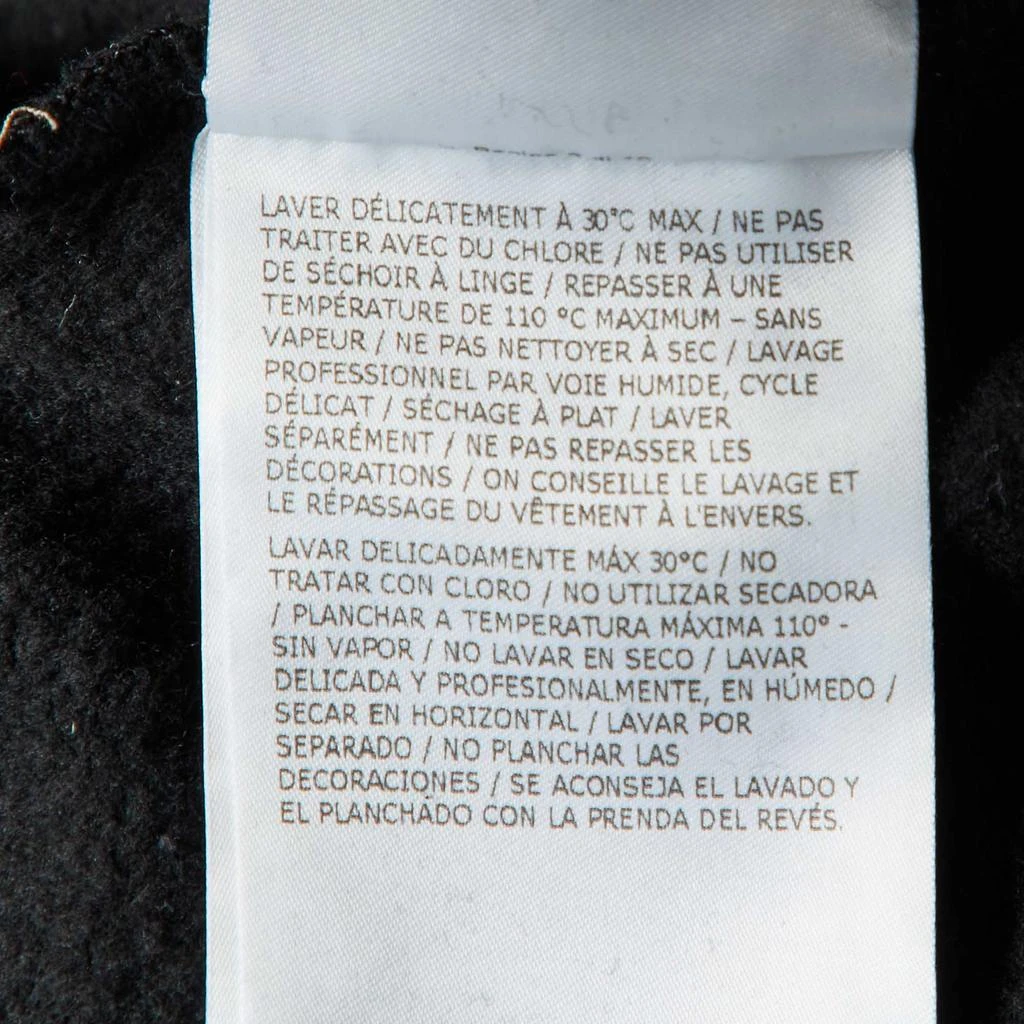 LAVER DÉLICATEMENT À 30°C MAX / NE PAS
TRAITER AVEC DU CHLORE / NE PAS UTILISER
DE SÉCHOIR À LINGE / REPASSER À UNE
TEMPÉRATURE DE 110 °C MAXIMUM – SANS
VAPEUR / NE PAS NETTOYER À SEC / LAVAGE
PROFESSIONNEL PAR VOIE HUMIDE, CYCLE
DÉLICAT / SÉCHAGE À PLAT / LAVER
SÉPARÉMENT / NE PAS REPASSER LES
DÉCORATIONS / ON CONSEILLE LE LAVAGE ET
LE RÉPASSAGE DU VÊTEMENT À L'ENVERS.
LAVAR DELICADAMENTE MÁX 30°C / NO
TRATAR CON CLORO / NO UTILIZAR SECADORA
/ PLANCHAR A TEMPERATURA MÁXIMA 110° -
SIN VAPOR / NO LAVAR EN SECO / LAVAR
DELICADA Y PROFESIONALMENTE, EN HÚMEDO /
SECAR EN HORIZONTAL / LAVAR POR
SEPARADO / NO PLANCHAR LAS
DECORACIONES / SE ACONSEJA EL LAVADO Y
EL PLANCHADO CON LA PRENDA DEL REVÉS.